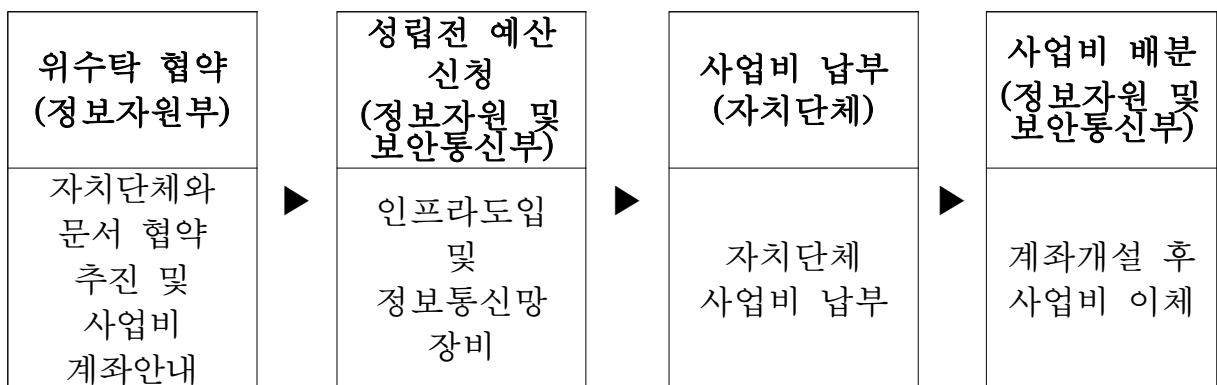 위수탁 협약
(정보자원부)
자치단체와
문서 협약
추진 및
사업비
계좌안내
▶
성립전 예산
신청
(정보자원 및
보안통신부)
인프라도입
및
정보통신망
장비
▶
사업비 납부
(자치단체)
자치단체
사업비 납부
▶
사업비 배분
(정보자원 및
보안통신부)
계좌개설 후
사업비 이체